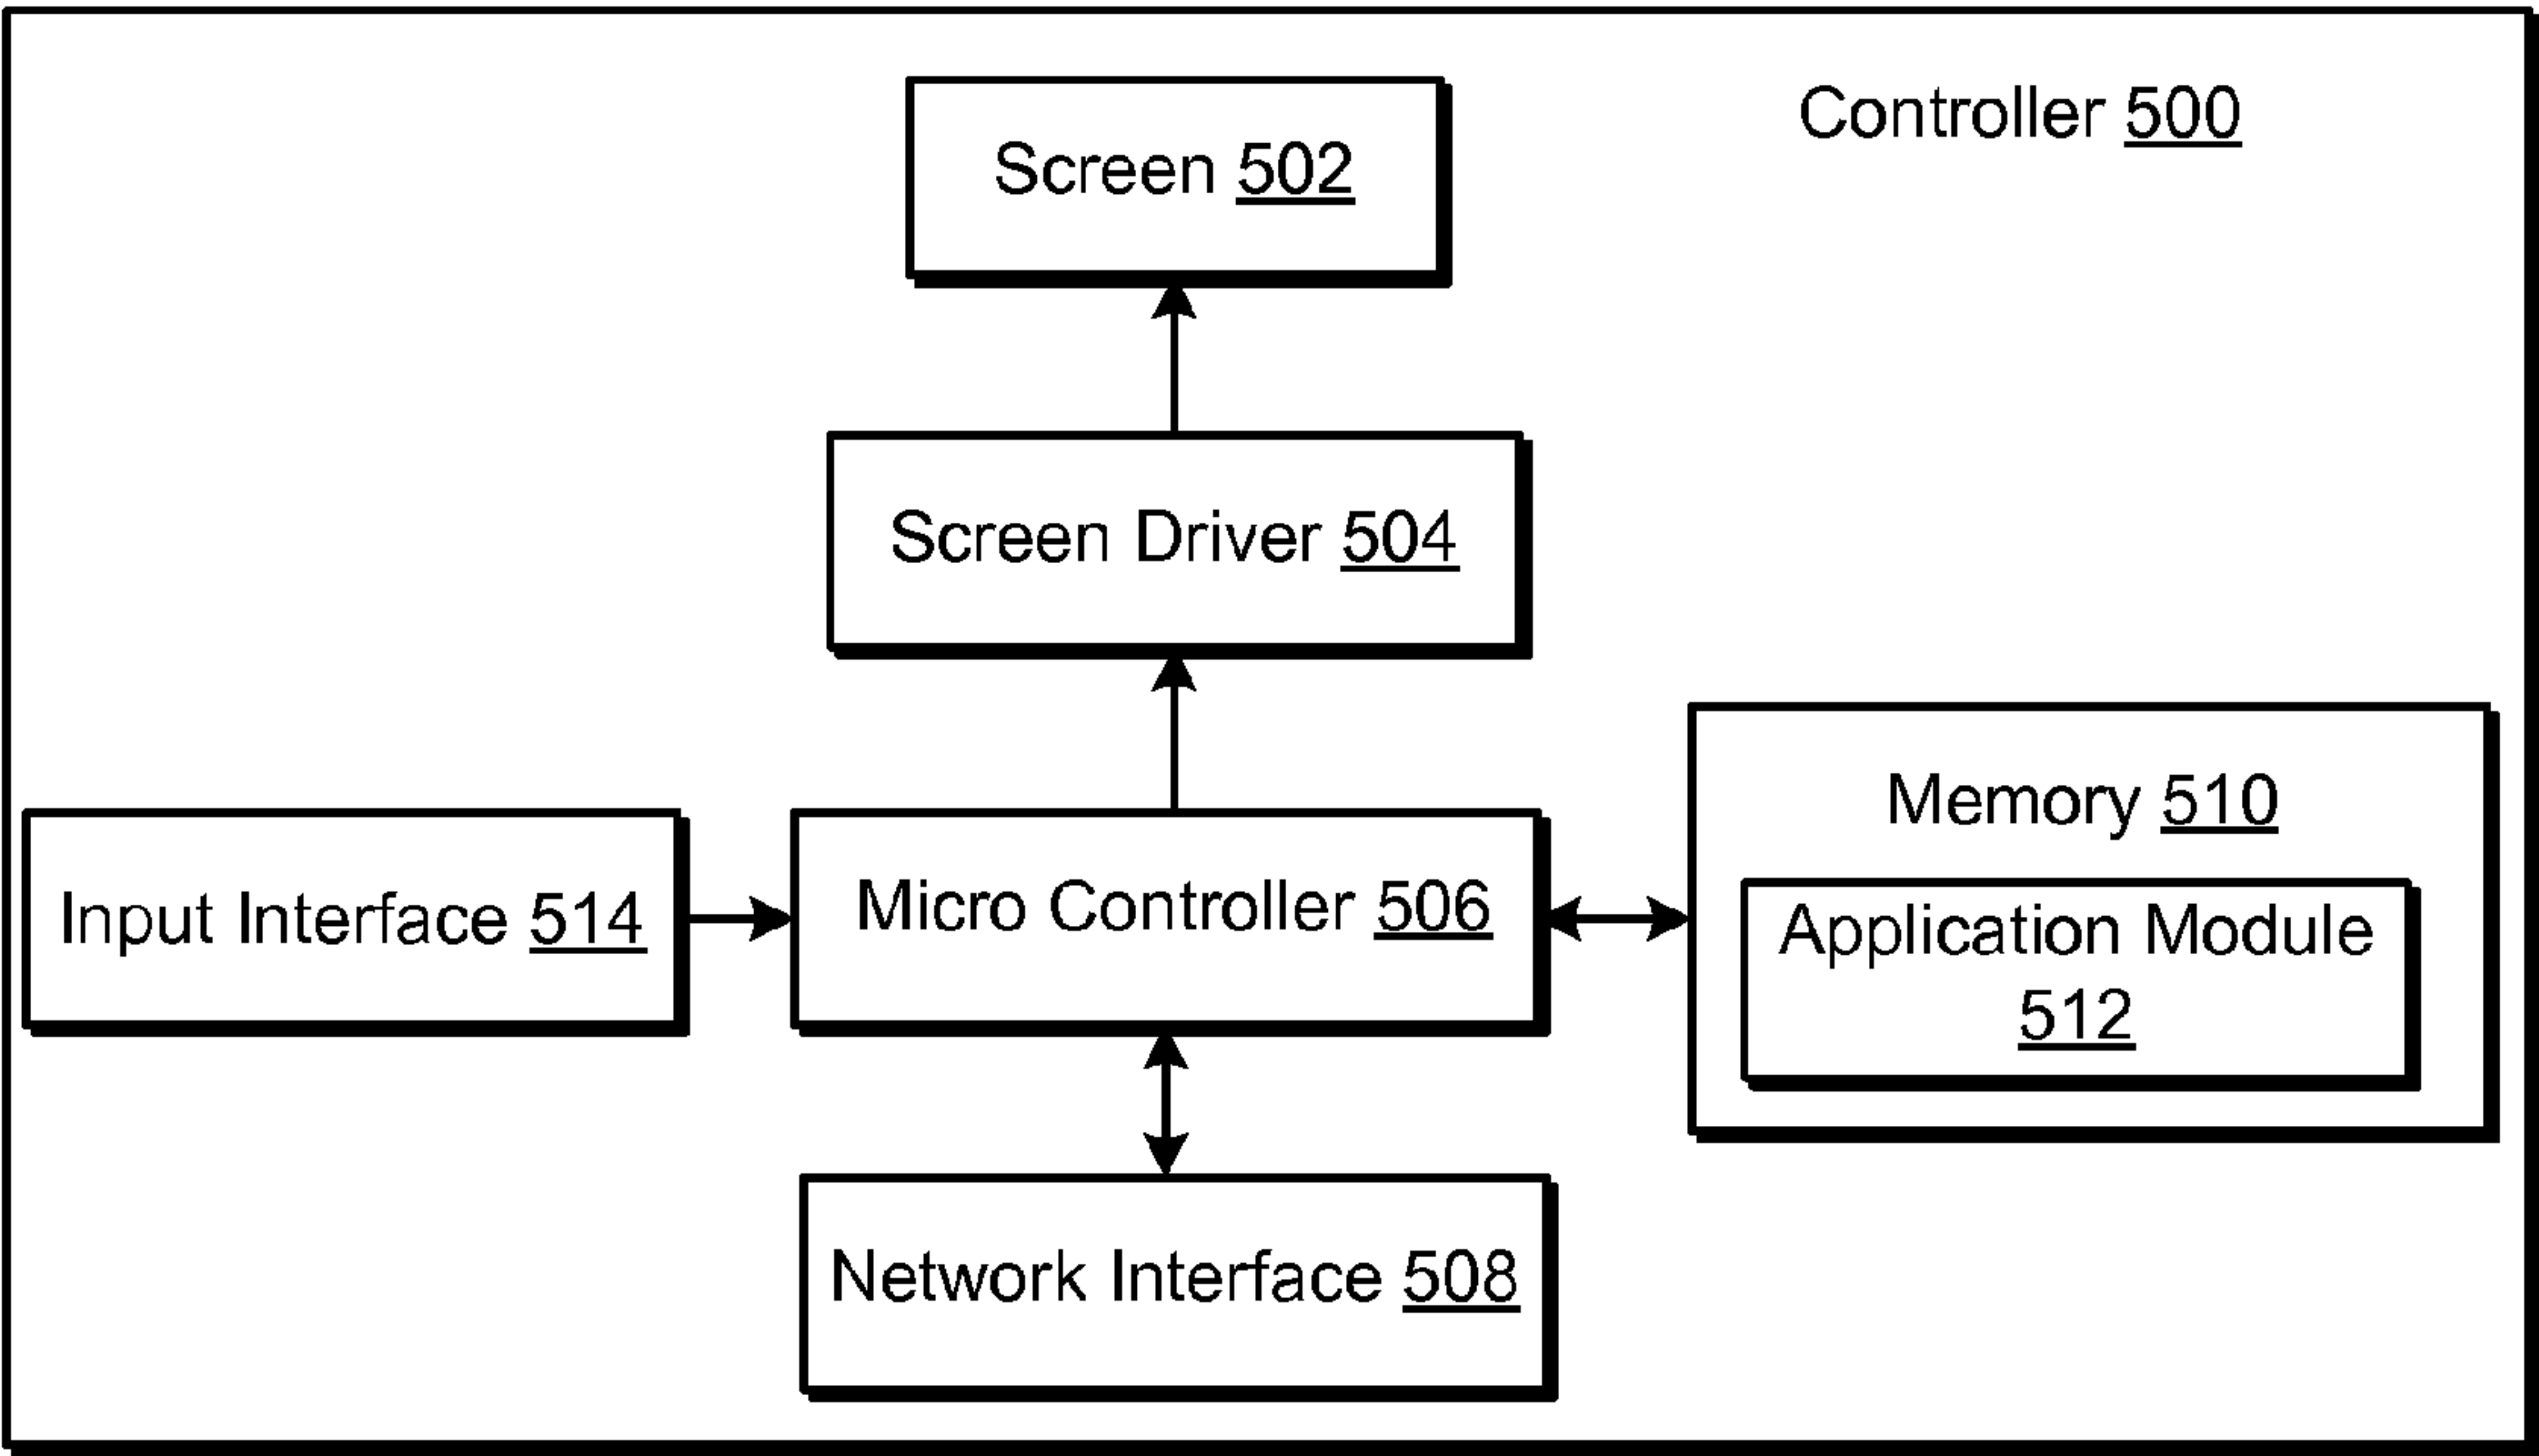 Controller 500
Screen 502
Screen Driver 504
Memory 510
Input Interface 514
Micro Controller 506
Application Module
512
Network Interface 508